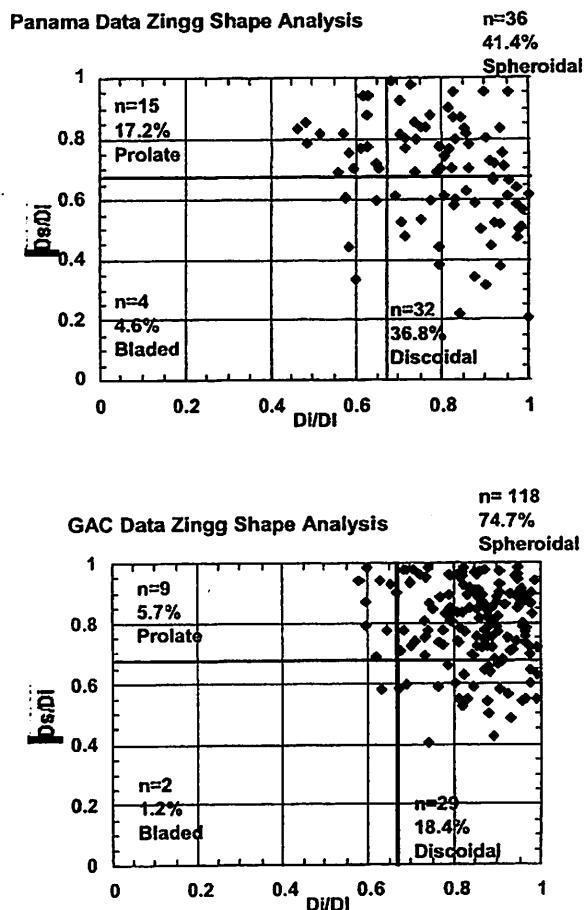 Panama Data Zingg Shape Analysis
n=36
41.4%
Spheroidal
n=15
17.2%
Prolate
n=4
4.6%
Bladed
n=32
36.8%
Discoidal
1
0.8
0.6
0.4
0.2
0
Ds/Di
0
0.2
0.4
0.6
0.8
1
Di/Dl
GAC Data Zingg Shape Analysis
n= 118
74.7%
Spheroidal
n=9
5.7%
Prolate
n=2
1.2%
Bladed
n=29
18.4%
Discoidal
1
0.8
0.6
0.4
0.2
0
Ds/Di
0
0.2
0.4
0.6
0.8
1
Di/Dl